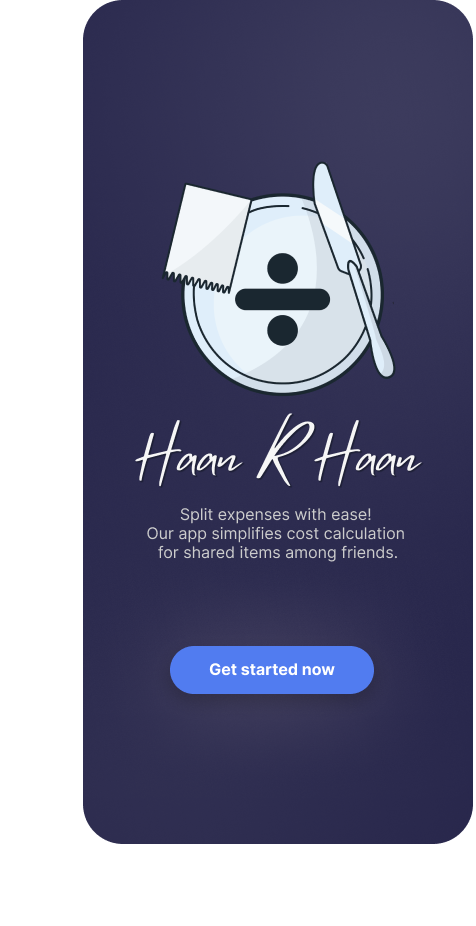 Haan R Haan
Split expenses with ease!
Our app simplifies cost calculation
for shared items among friends.
Get started now